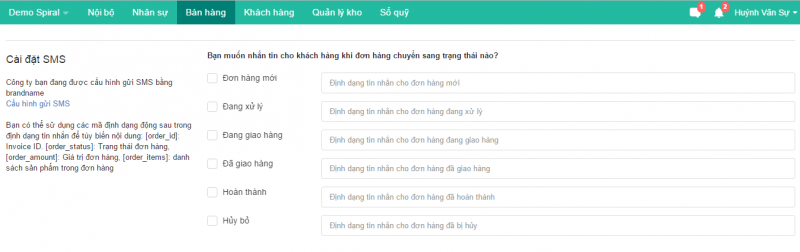 Demo Spiral Nội bộ Nhân sự Bán hàng Khách hàng Quản lý kho Sổ quỹ 1 2 Huỳnh Văn Sự
Cài đặt SMS
Công ty bạn đang được cấu hình gửi SMS bằng
brandname
Cấu hình gửi SMS
Bạn có thể sử dụng các mã định dạng động sau trong
định dạng tin nhắn để tùy biến nội dung: [order_id]:
Invoice ID. [order_status]: Trạng thái đơn hàng,
[order_amount]: Giá trị đơn hàng, [order_items]: danh
sách sản phẩm trong đơn hàng
Bạn muốn nhắn tin cho khách hàng khi đơn hàng chuyển sang trạng thái nào?
Đơn hàng mới Định dạng tin nhắn cho đơn hàng mới
Đang xử lý Định dạng tin nhắn cho đơn hàng đang xử lý
Đang giao hàng Định dạng tin nhắn cho đơn hàng đang giao hàng
Đã giao hàng Định dạng tin nhắn cho đơn hàng đã giao hàng
Hoàn thành Định dạng tin nhắn cho đơn hàng đã hoàn thành
Hủy bỏ Định dạng tin nhắn cho đơn hàng đã bị hủy